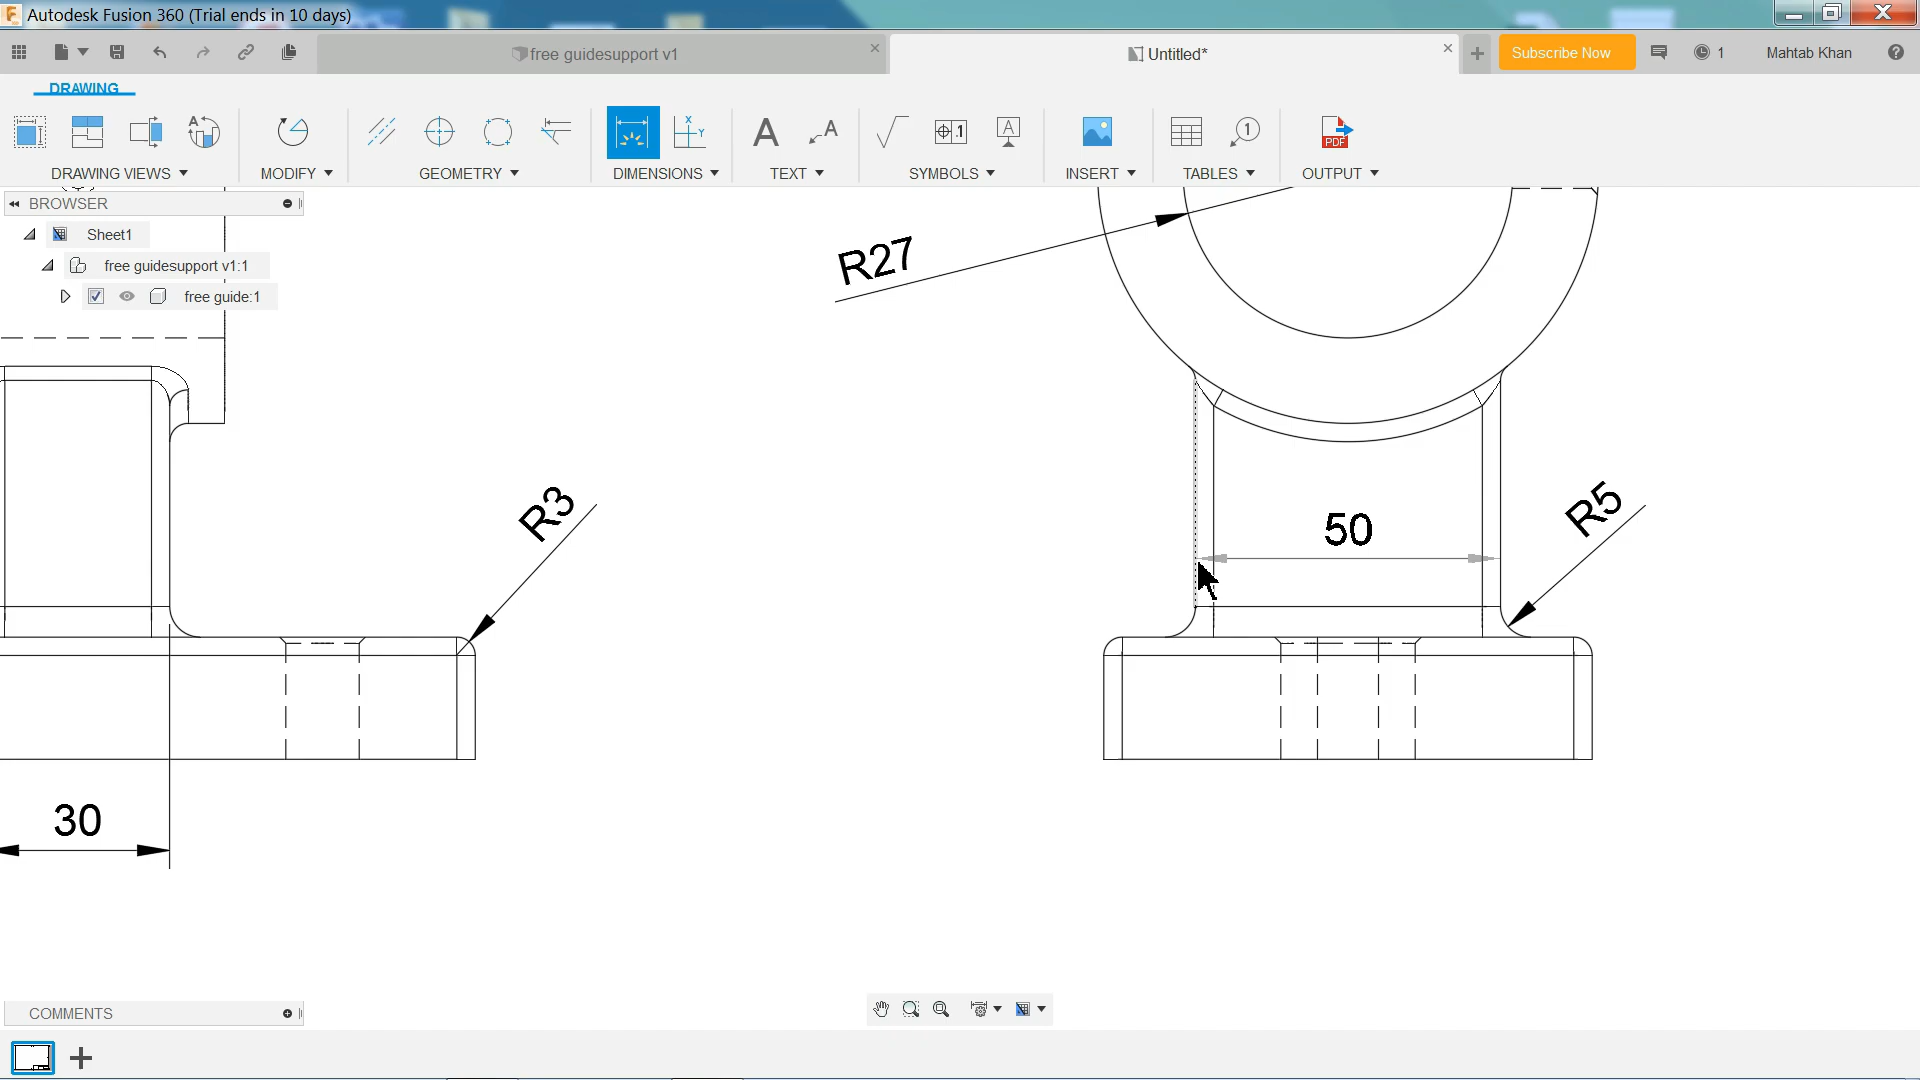 Autodesk Fusion 360 (Trial ends in 10 days)
free guidesupport v1
Untitled*
Subscribe Now
1
Mahtab Khan
DRAWING
DRAWING VIEWS
MODIFY
GEOMETRY
DIMENSIONS
TEXT
SYMBOLS
INSERT
TABLES
OUTPUT
BROWSER
Sheet1
free guidesupport v1:1
free guide:1
R27
R3
50
R5
30
COMMENTS